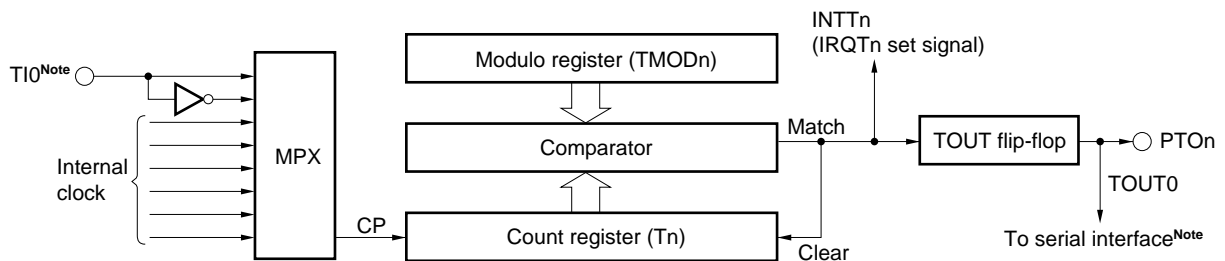 INTTn
(IRQTn set signal)
TI0Note
Modulo register (TMODn)
MPX
Comparator
Match
TOUT flip-flop
PTOn
Internal
clock
TOUT0
CP
Count register (Tn)
Clear
To serial interfaceNote